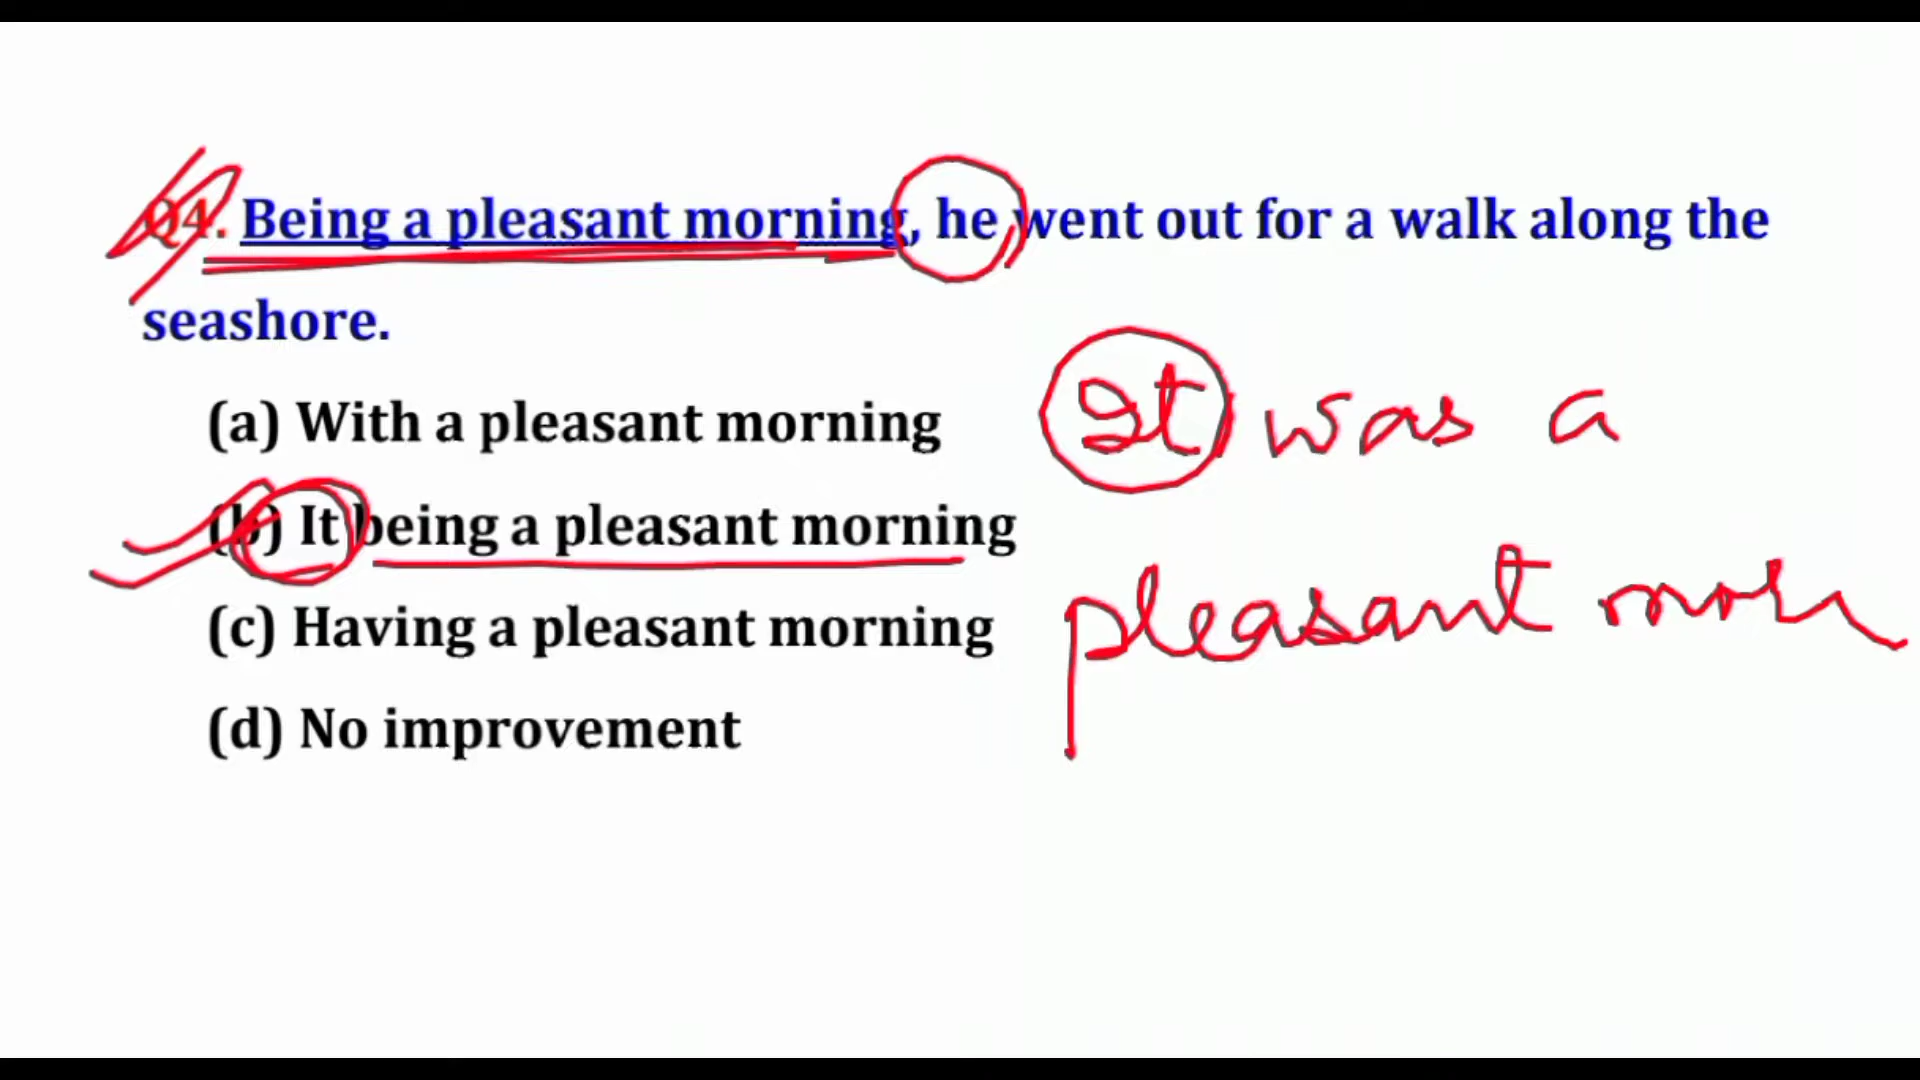 Q4. Being a pleasant morning, he went out for a walk along the
seashore.
(a) With a pleasant morning
(b) It being a pleasant morning
(c) Having a pleasant morning
(d) No improvement
It was a
pleasant morn